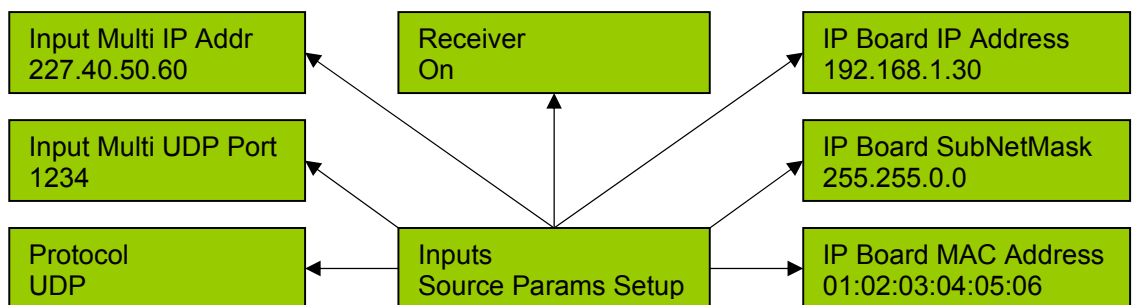 Input Multi IP Addr
227.40.50.60
Receiver
On
IP Board IP Address
192.168.1.30
Input Multi UDP Port
1234
IP Board SubNetMask
255.255.0.0
Protocol
UDP
Inputs
Source Params Setup
IP Board MAC Address
01:02:03:04:05:06